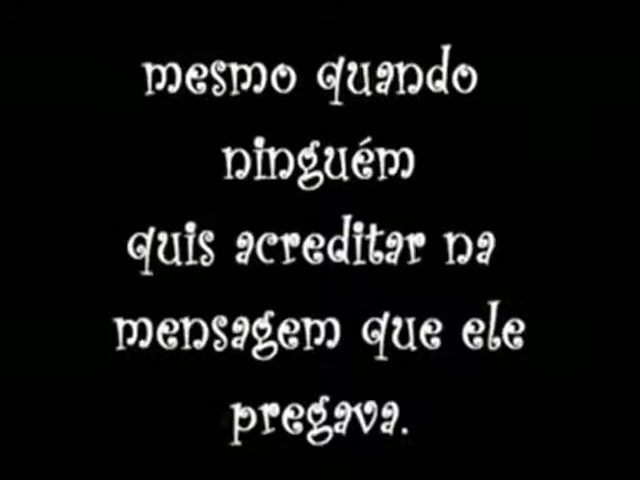 mesmo quando
ninguém
quis acreditar na
mensagem que ele
pregava.